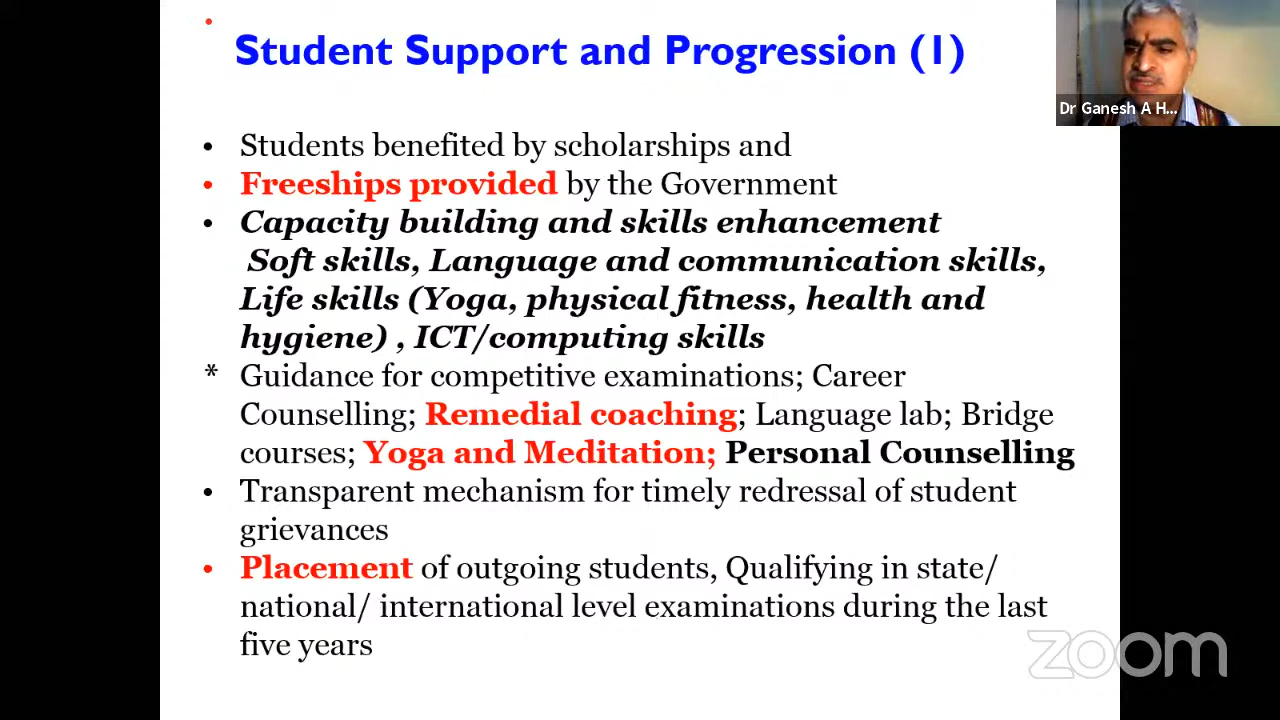 • Student Support and Progression (1)
Dr Ganesh A H...
• Students benefited by scholarships and
• Freeships provided by the Government
• Capacity building and skills enhancement
Soft skills, Language and communication skills,
Life skills (Yoga, physical fitness, health and
hygiene) , ICT/computing skills
* Guidance for competitive examinations; Career
Counselling; Remedial coaching; Language lab; Bridge
courses; Yoga and Meditation; Personal Counselling
• Transparent mechanism for timely redressal of student
grievances
• Placement of outgoing students, Qualifying in state/
national/ international level examinations during the last
five years
zoom